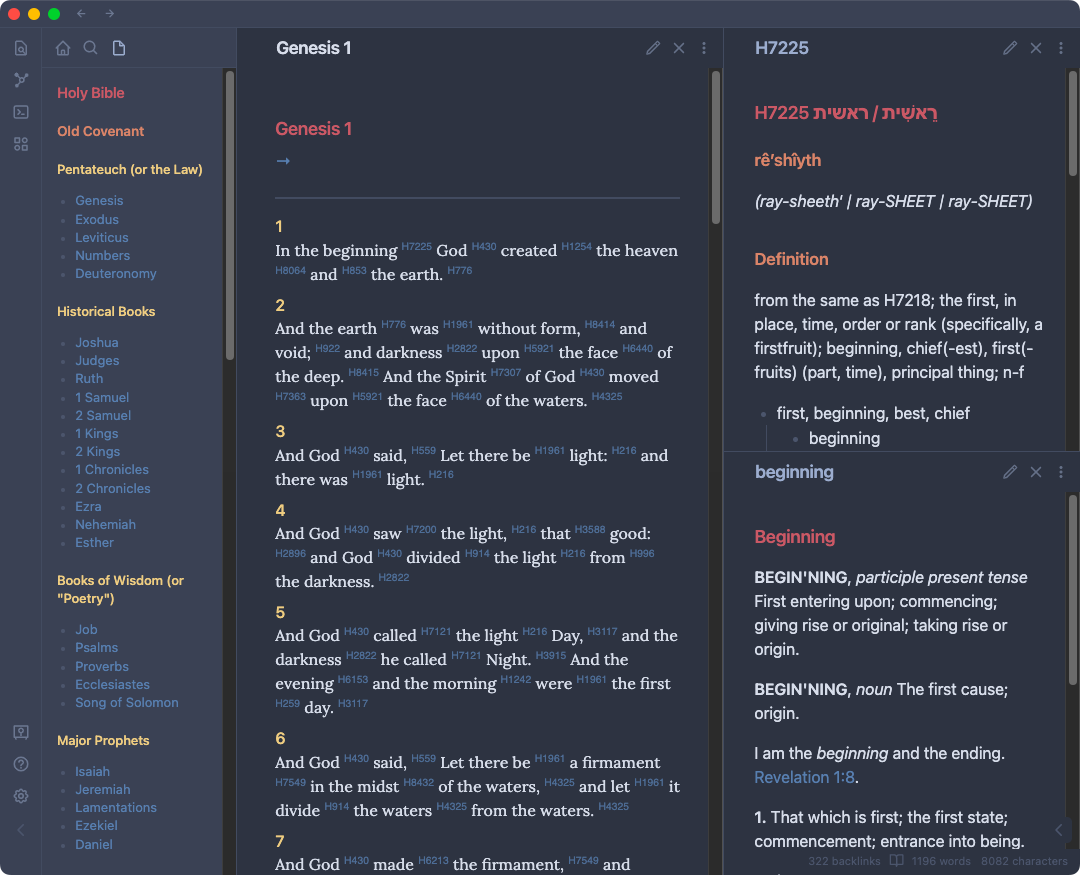 Holy Bible
Old Covenant
Pentateuch (or the Law)
Genesis
Exodus
Leviticus
Numbers
Deuteronomy
Historical Books
Joshua
Judges
Ruth
1 Samuel
2 Samuel
1 Kings
2 Kings
1 Chronicles
2 Chronicles
Ezra
Nehemiah
Esther
Books of Wisdom (or
"Poetry")
Job
Psalms
Proverbs
Ecclesiastes
Song of Solomon
Major Prophets
Isaiah
Jeremiah
Lamentations
Ezekiel
Daniel
Genesis 1
Genesis 1
→
1
In the beginning H7225 God H430 created H1254 the heaven
H8064 and H853 the earth. H776
2
And the earth H776 was H1961 without form, H8414 and
void; H922 and darkness H2822 upon H5921 the face H6440 of
the deep. H8415 And the Spirit H7307 of God H430 moved
H7363 upon H5921 the face H6440 of the waters. H4325
3
And God H430 said, H559 Let there be H1961 light: H216 and
there was H1961 light. H216
4
And God H430 saw H7200 the light, H216 that H3588 good:
H2896 and God H430 divided H914 the light H216 from H996
the darkness. H2822
5
And God H430 called H7121 the light H216 Day, H3117 and the
darkness H2822 he called H7121 Night. H3915 And the
evening H6153 and the morning H1242 were H1961 the first
H259 day. H3117
6
And God H430 said, H559 Let there be H1961 a firmament
H7549 in the midst H8432 of the waters, H4325 and let H1961 it
divide H914 the waters H4325 from the waters. H4325
7
And God H430 made H6213 the firmament, H7549 and
H7225
H7225 רֵאשִׁית / ראשית
rê'shîyth
(ray-sheeth' | ray-SHEET | ray-SHEET)
Definition
from the same as H7218; the first, in
place, time, order or rank (specifically, a
firstfruit); beginning, chief(-est), first(-
fruits) (part, time), principal thing; n-f
first, beginning, best, chief
beginning
beginning
Beginning
BEGIN'NING, participle present tense
First entering upon; commencing;
giving rise or original; taking rise or
origin.
BEGIN'NING, noun The first cause;
origin.
I am the beginning and the ending.
Revelation 1:8.
1. That which is first; the first state;
commencement; entrance into being.
322 backlinks 1196 words 8082 characters